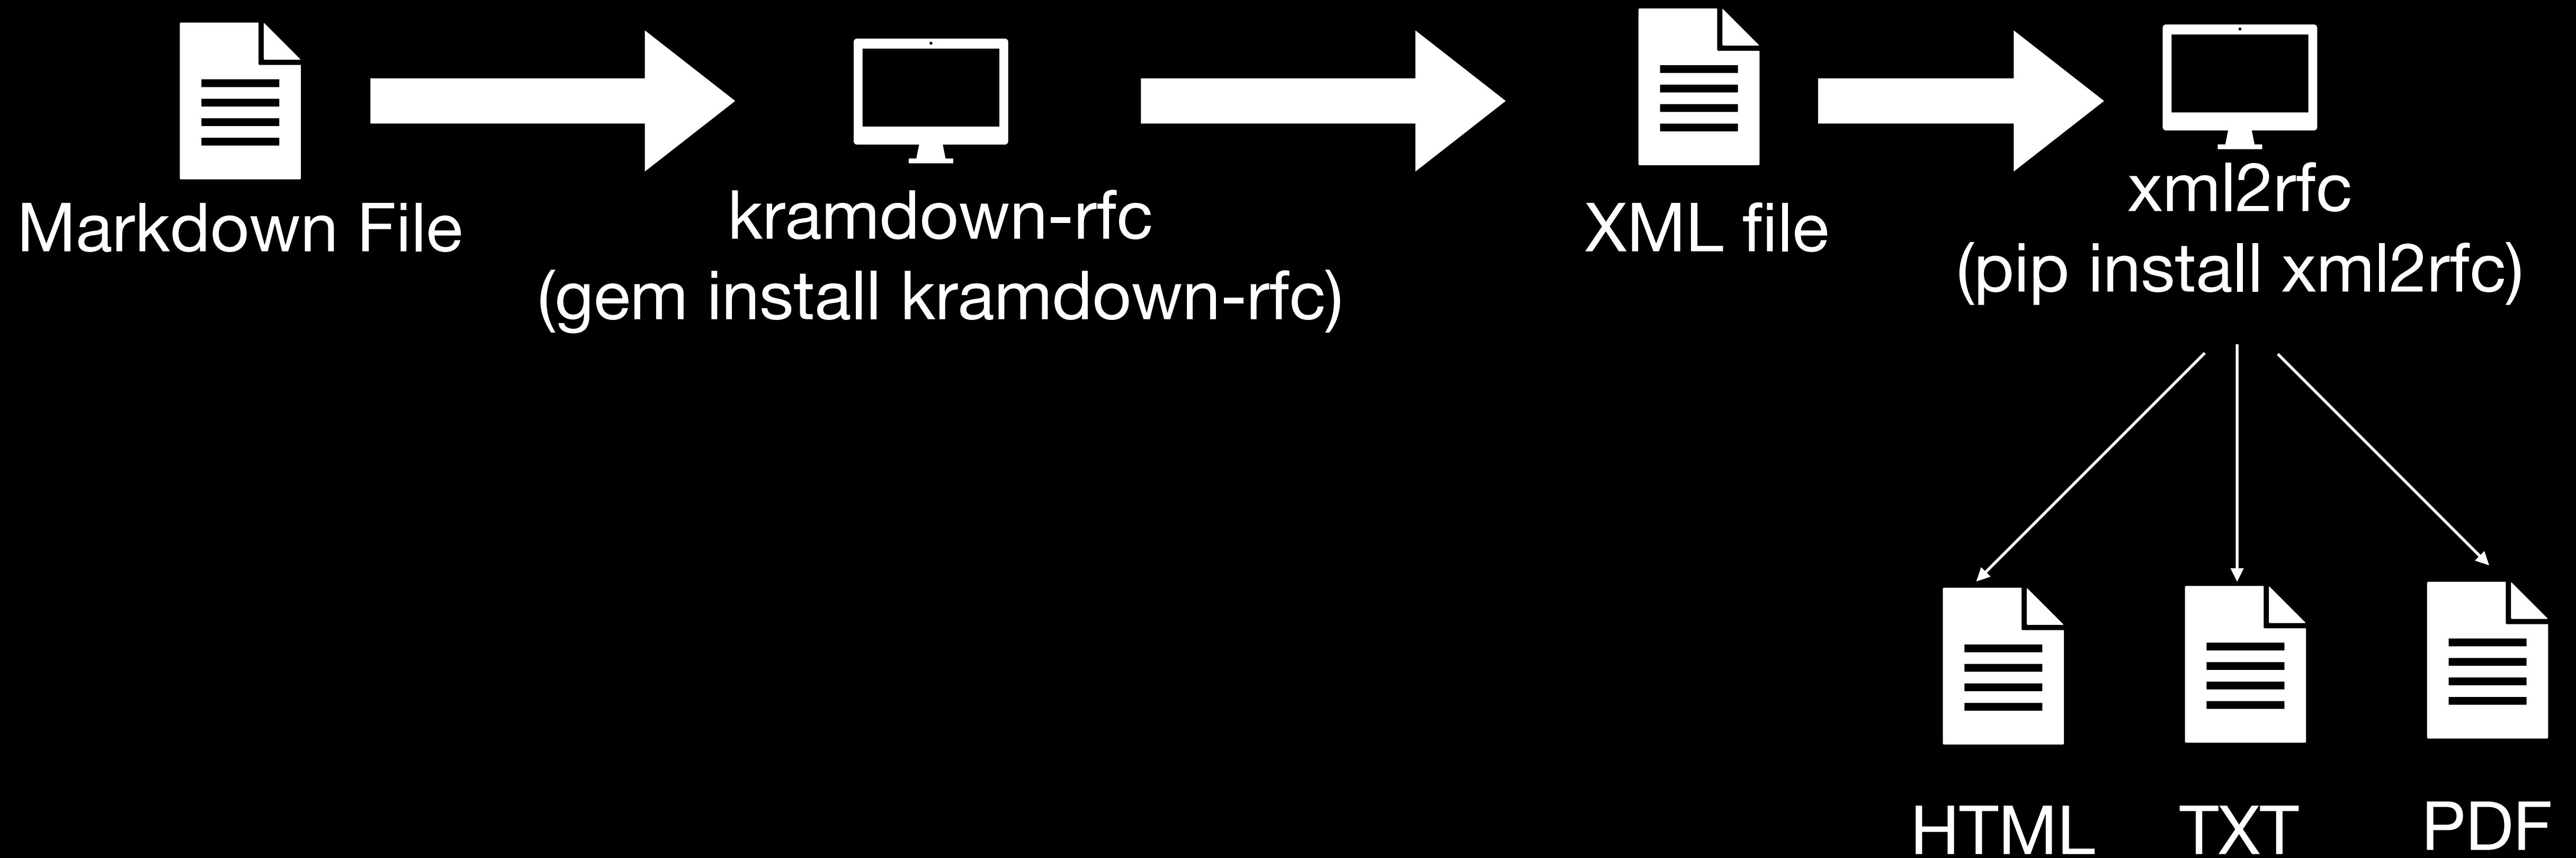 Markdown File
kramdown-rfc
(gem install kramdown-rfc)
XML file
xml2rfc
(pip install xml2rfc)
HTML
TXT
PDF